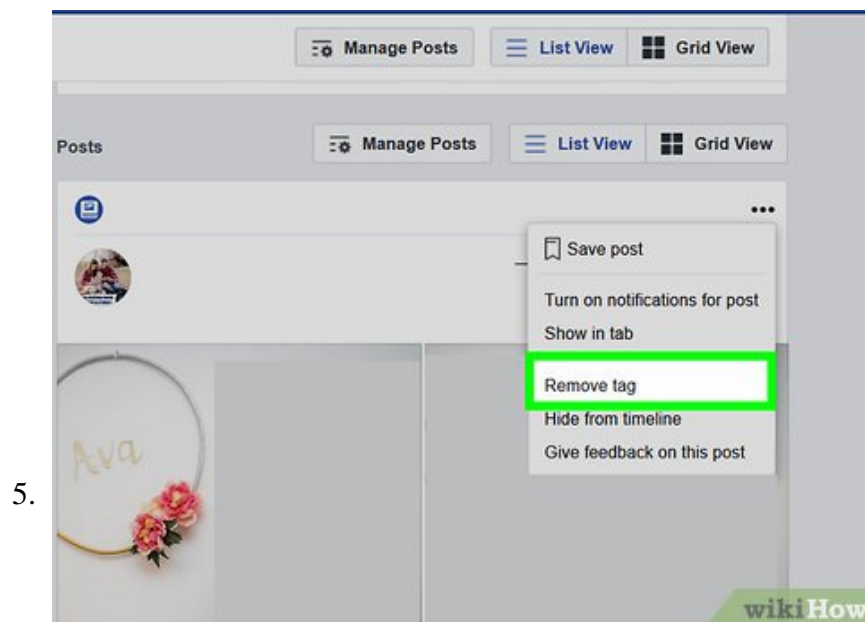 Manage Posts
List View
Grid View
Posts
Manage Posts
List View
Grid View
Save post
Turn on notifications for post
Show in tab
Remove tag
Hide from timeline
Give feedback on this post
Ava
5.
wikiHow